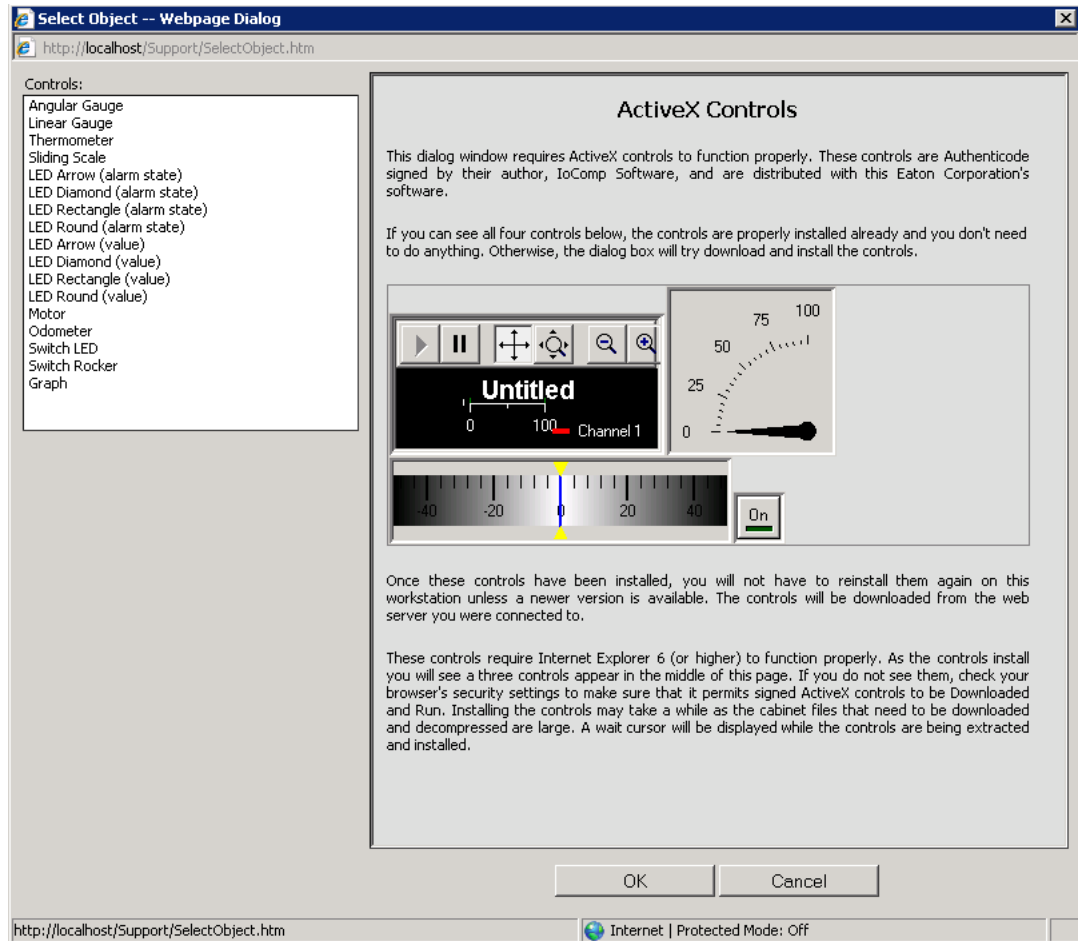 Select Object -- Webpage Dialog
http://localhost/Support/SelectObject.htm
Controls:
Angular Gauge
Linear Gauge
Thermometer
Sliding Scale
LED Arrow (alarm state)
LED Diamond (alarm state)
LED Rectangle (alarm state)
LED Round (alarm state)
LED Arrow (value)
LED Diamond (value)
LED Rectangle (value)
LED Round (value)
Motor
Odometer
Switch LED
Switch Rocker
Graph
ActiveX Controls
This dialog window requires ActiveX controls to function properly. These controls are Authenticode
signed by their author, IoComp Software, and are distributed with this Eaton Corporation's
software.
If you can see all four controls below, the controls are properly installed already and you don't need
to do anything. Otherwise, the dialog box will try download and install the controls.
Untitled
0 100
Channel 1
0 25 50 75 100
-40 -20 0 20 40
On
Once these controls have been installed, you will not have to reinstall them again on this
workstation unless a newer version is available. The controls will be downloaded from the web
server you were connected to.
These controls require Internet Explorer 6 (or higher) to function properly. As the controls install
you will see a three controls appear in the middle of this page. If you do not see them, check your
browser's security settings to make sure that it permits signed ActiveX controls to be Downloaded
and Run. Installing the controls may take a while as the cabinet files that need to be downloaded
and decompressed are large. A wait cursor will be displayed while the controls are being extracted
and installed.
OK Cancel
http://localhost/Support/SelectObject.htm
Internet | Protected Mode: Off